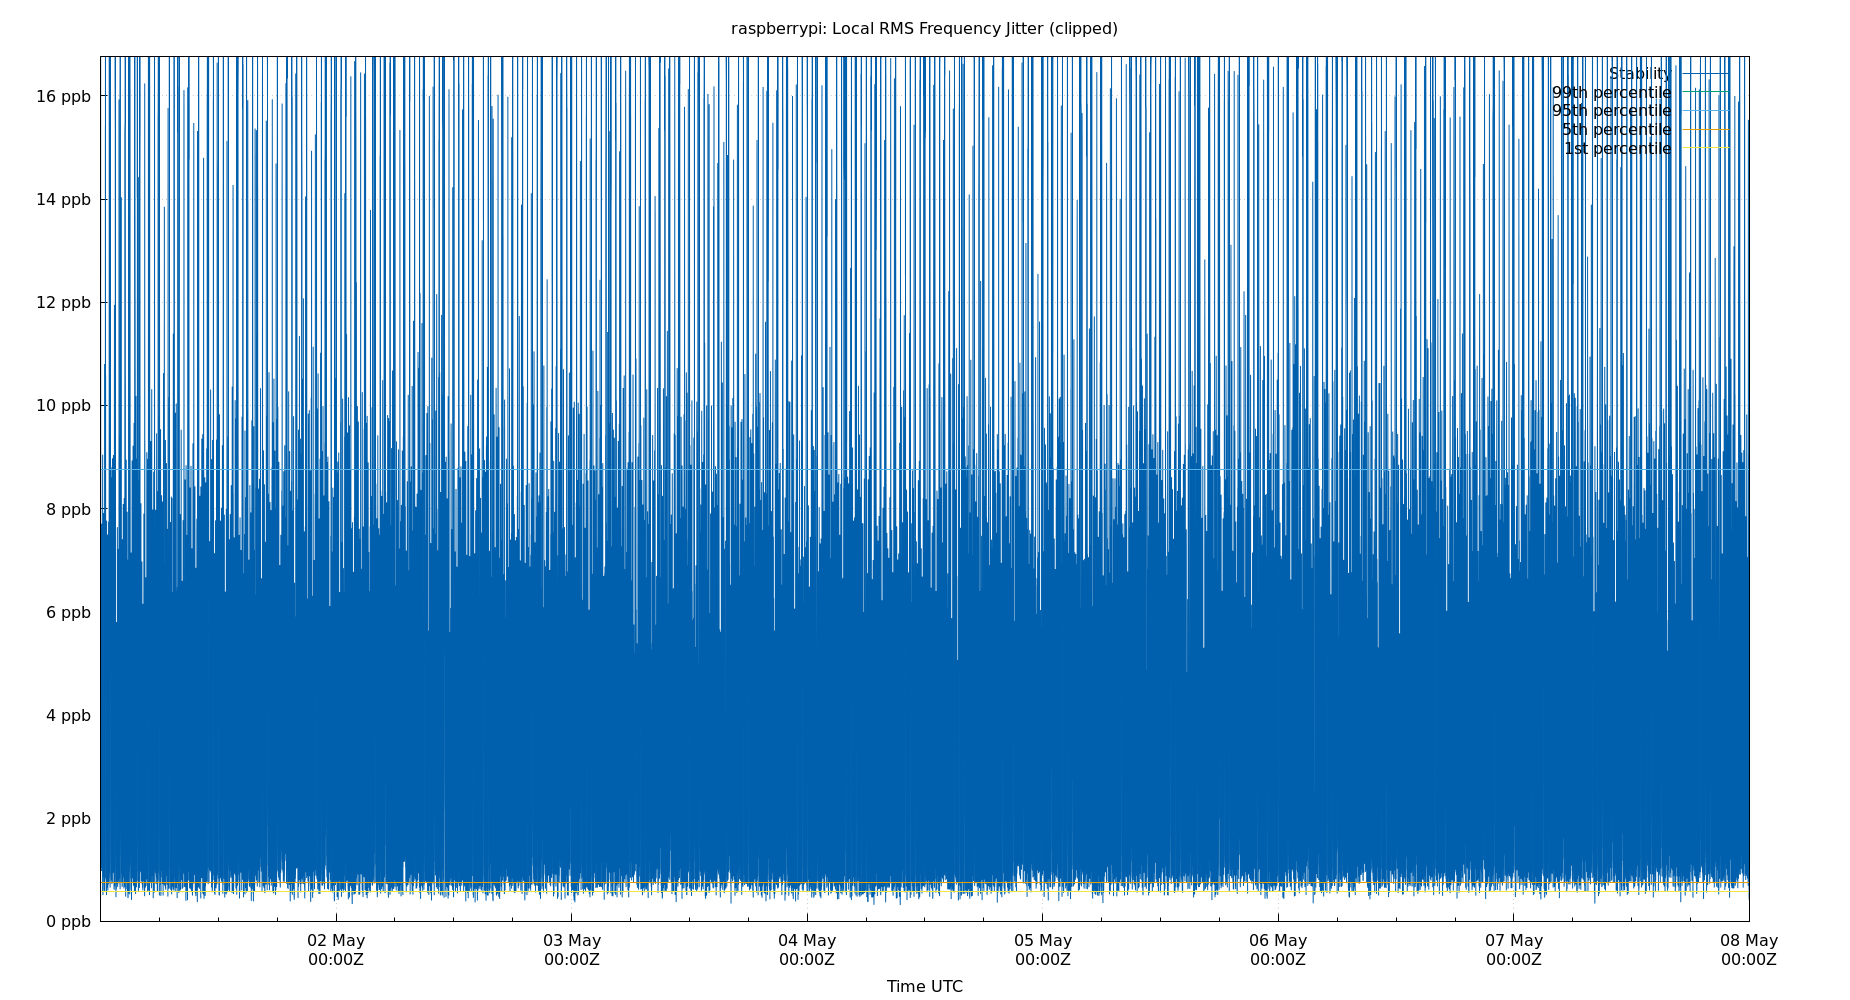 raspberrypi: Local RMS Frequency Jitter (clipped)
Stability
99th percentile
95th percentile
5th percentile
1st percentile
16 ppb
14 ppb
12 ppb
10 ppb
8 ppb
6 ppb
4 ppb
2 ppb
0 ppb
02 May 03 May 04 May 05 May 06 May 07 May 08 May
00:00Z 00:00Z 00:00Z 00:00Z 00:00Z 00:00Z 00:00Z
Time UTC